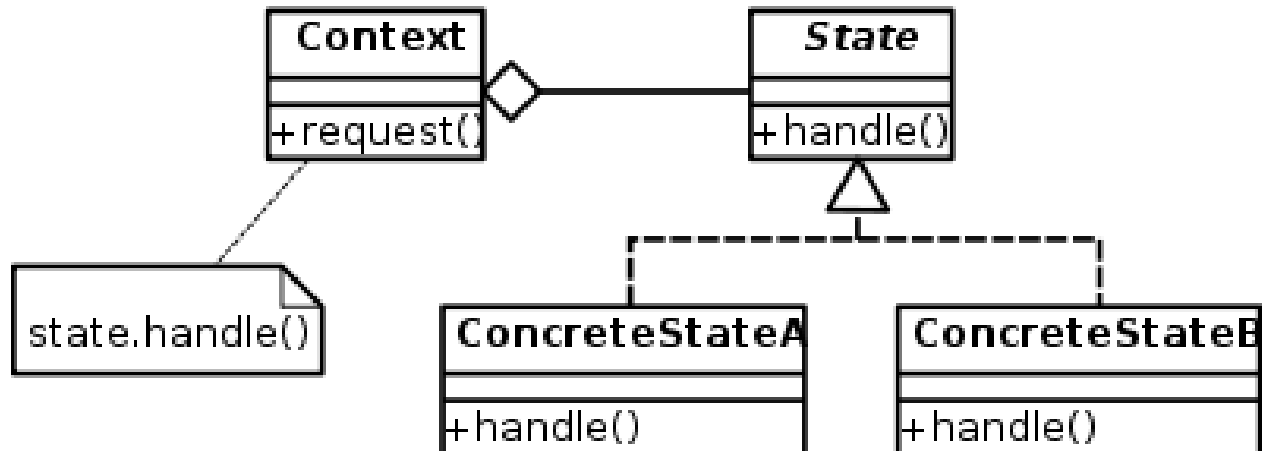 Context
+request()
State
+handle()
state.handle()
ConcreteStateA
+handle()
ConcreteStateB
+handle()